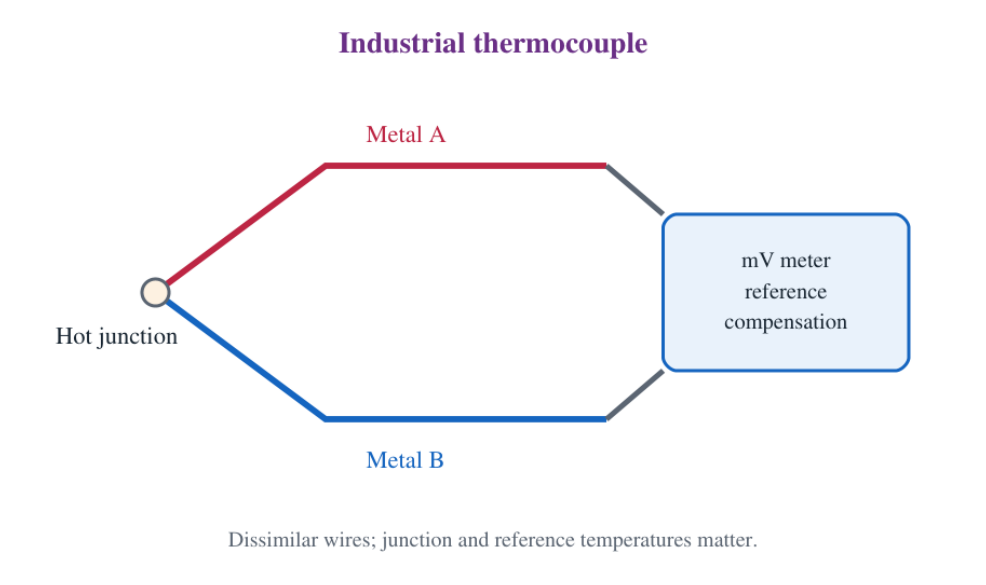 Industrial thermocouple
Metal A
mV meter
reference
compensation
Hot junction
Metal B
Dissimilar wires; junction and reference temperatures matter.